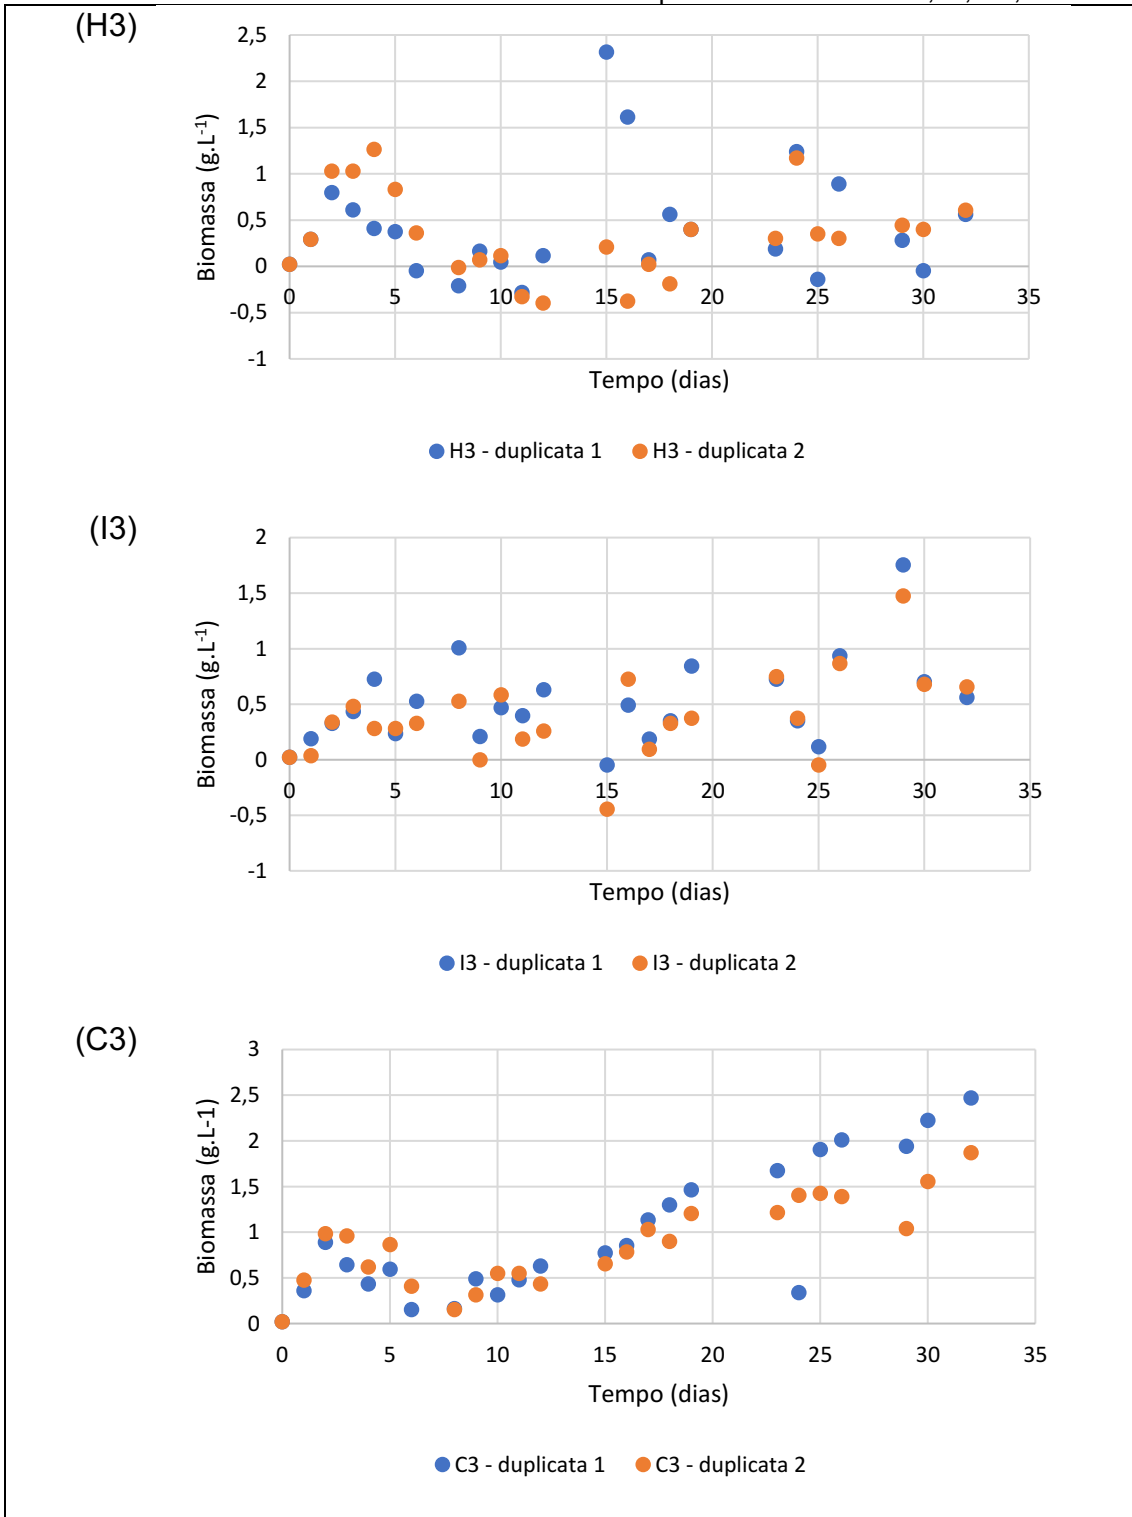 (H3)
2,5
2
1,5
1
0,5
0
-0,5
-1
0 5 10 15 20 25 30 35
Biomassa (g.L-1)
Tempo (dias)
H3 - duplicata 1 H3 - duplicata 2
(I3)
2
1,5
1
0,5
0
-0,5
-1
0 5 10 15 20 25 30 35
Biomassa (g.L-1)
Tempo (dias)
I3 - duplicata 1 I3 - duplicata 2
(C3)
3
2,5
2
1,5
1
0,5
0
0 5 10 15 20 25 30 35
Biomassa (g.L-1)
Tempo (dias)
C3 - duplicata 1 C3 - duplicata 2